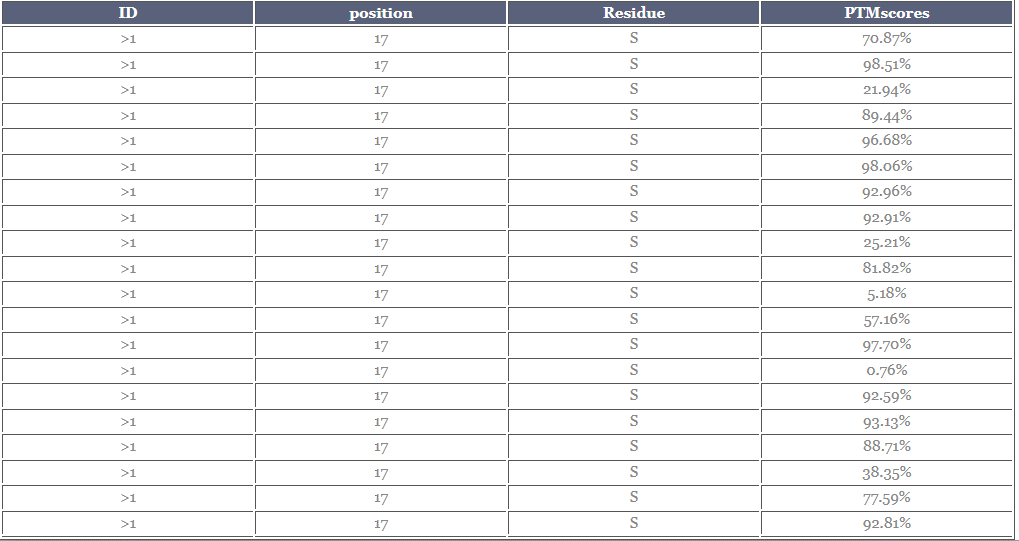 ID position Residue PTMscores
>1 17 S 70.87%
>1 17 S 98.51%
>1 17 S 21.94%
>1 17 S 89.44%
>1 17 S 96.68%
>1 17 S 98.06%
>1 17 S 92.96%
>1 17 S 92.91%
>1 17 S 25.21%
>1 17 S 81.82%
>1 17 S 5.18%
>1 17 S 57.16%
>1 17 S 97.70%
>1 17 S 0.76%
>1 17 S 92.59%
>1 17 S 93.13%
>1 17 S 88.71%
>1 17 S 38.35%
>1 17 S 77.59%
>1 17 S 92.81%